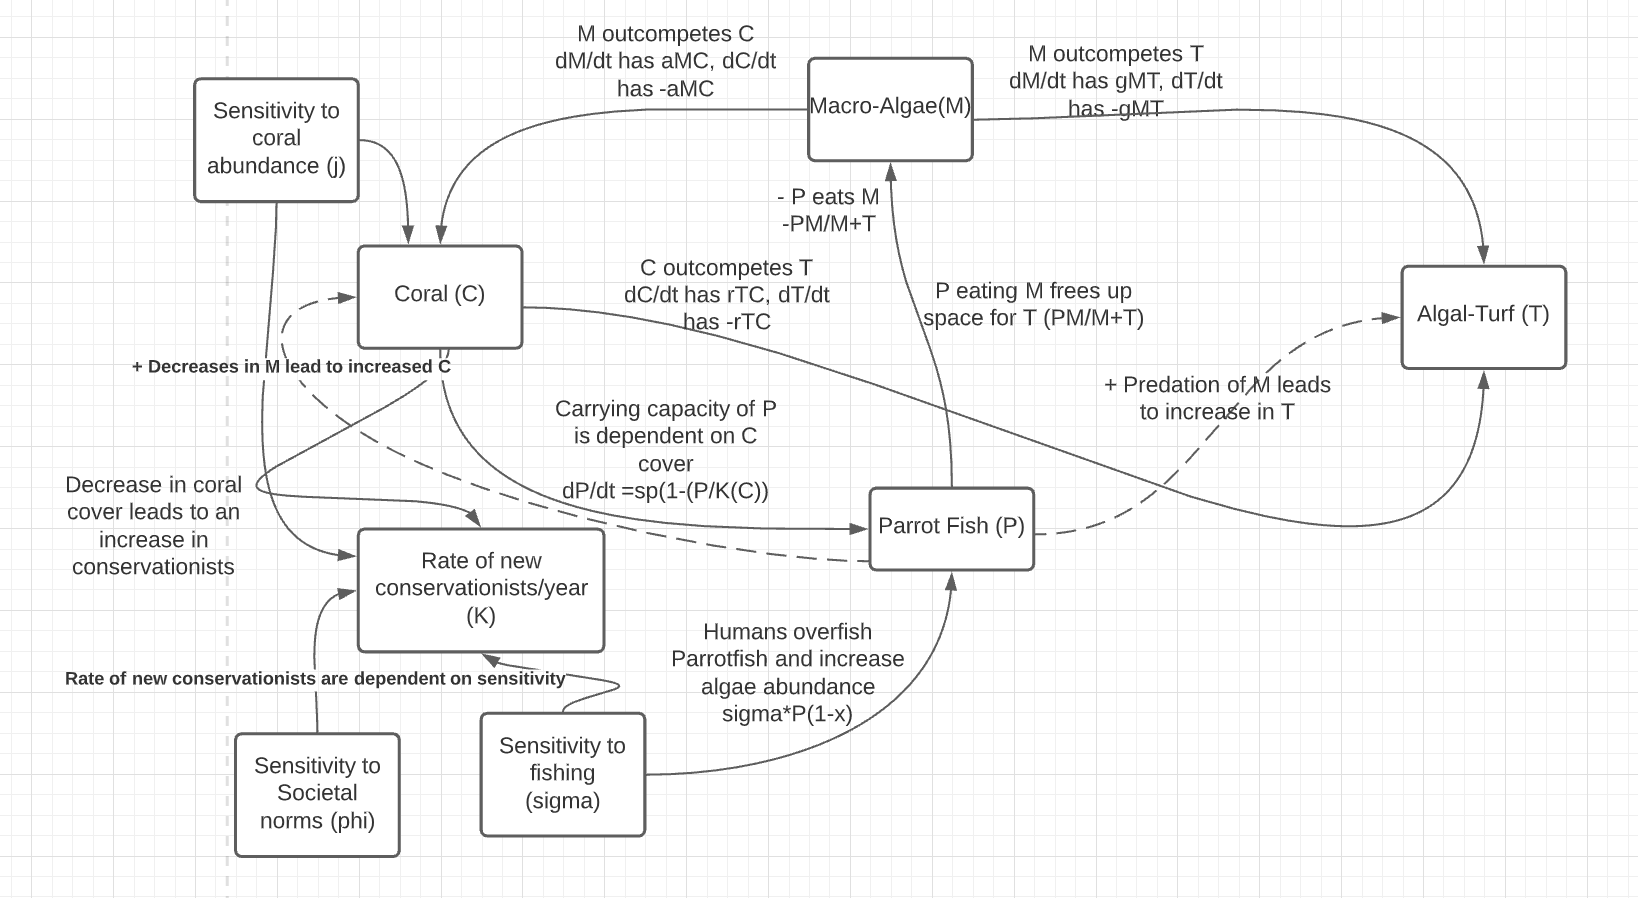 M outcompetes C
dM/dt has aMC, dC/dt
has -aMC
M outcompetes T
dM/dt has gMT, dT/dt
has -gMT
Macro-Algae(M)
Sensitivity to
coral
abundance (j)
- P eats M
-PM/M+T
Coral (C)
C outcompetes T
dC/dt has rTC, dT/dt
has -rTC
P eating M frees up
space for T (PM/M+T)
Algal-Turf (T)
+ Decreases in M lead to increased C
+ Predation of M leads
to increase in T
Carrying capacity of P
is dependent on C
cover
dP/dt =sp(1-(P/K(C))
Decrease in coral
cover leads to an
increase in
conservationists
Parrot Fish (P)
Rate of new
conservationists/year
(K)
Humans overfish
Parrotfish and increase
algae abundance
sigma*P(1-x)
Rate of new conservationists are dependent on sensitivity
Sensitivity to
Societal
norms (phi)
Sensitivity to
fishing
(sigma)